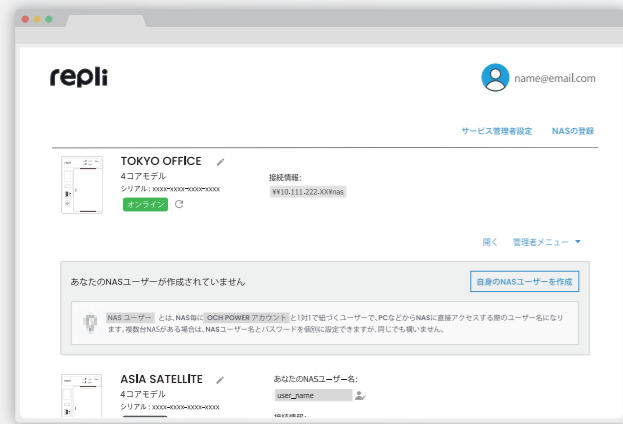 repli
name@email.com
サービス管理者設定 NASの登録
TOKYO OFFICE
4コアモデル
シリアル : xxxx-xxxx-xxxx-xxxx
オンライン
接続情報:
¥¥10.111.222.XX¥nas
開く 管理者メニュー
あなたのNASユーザーが作成されていません
自身のNASユーザーを作成
NAS ユーザー とは、NAS毎に OCH POWER アカウント と1対1で紐づくユーザーで、PCなどからNASに直接アクセスする際のユーザー名になり
ます。複数台NASがある場合は、NASユーザー名とパスワードを個別に設定できますが、同じでも構いません。
ASIA SATELLITE
4コアモデル
シリアル : xxxx-xxxx-xxxx-xxxx
あなたのNASユーザー名:
user_name
接続情報: